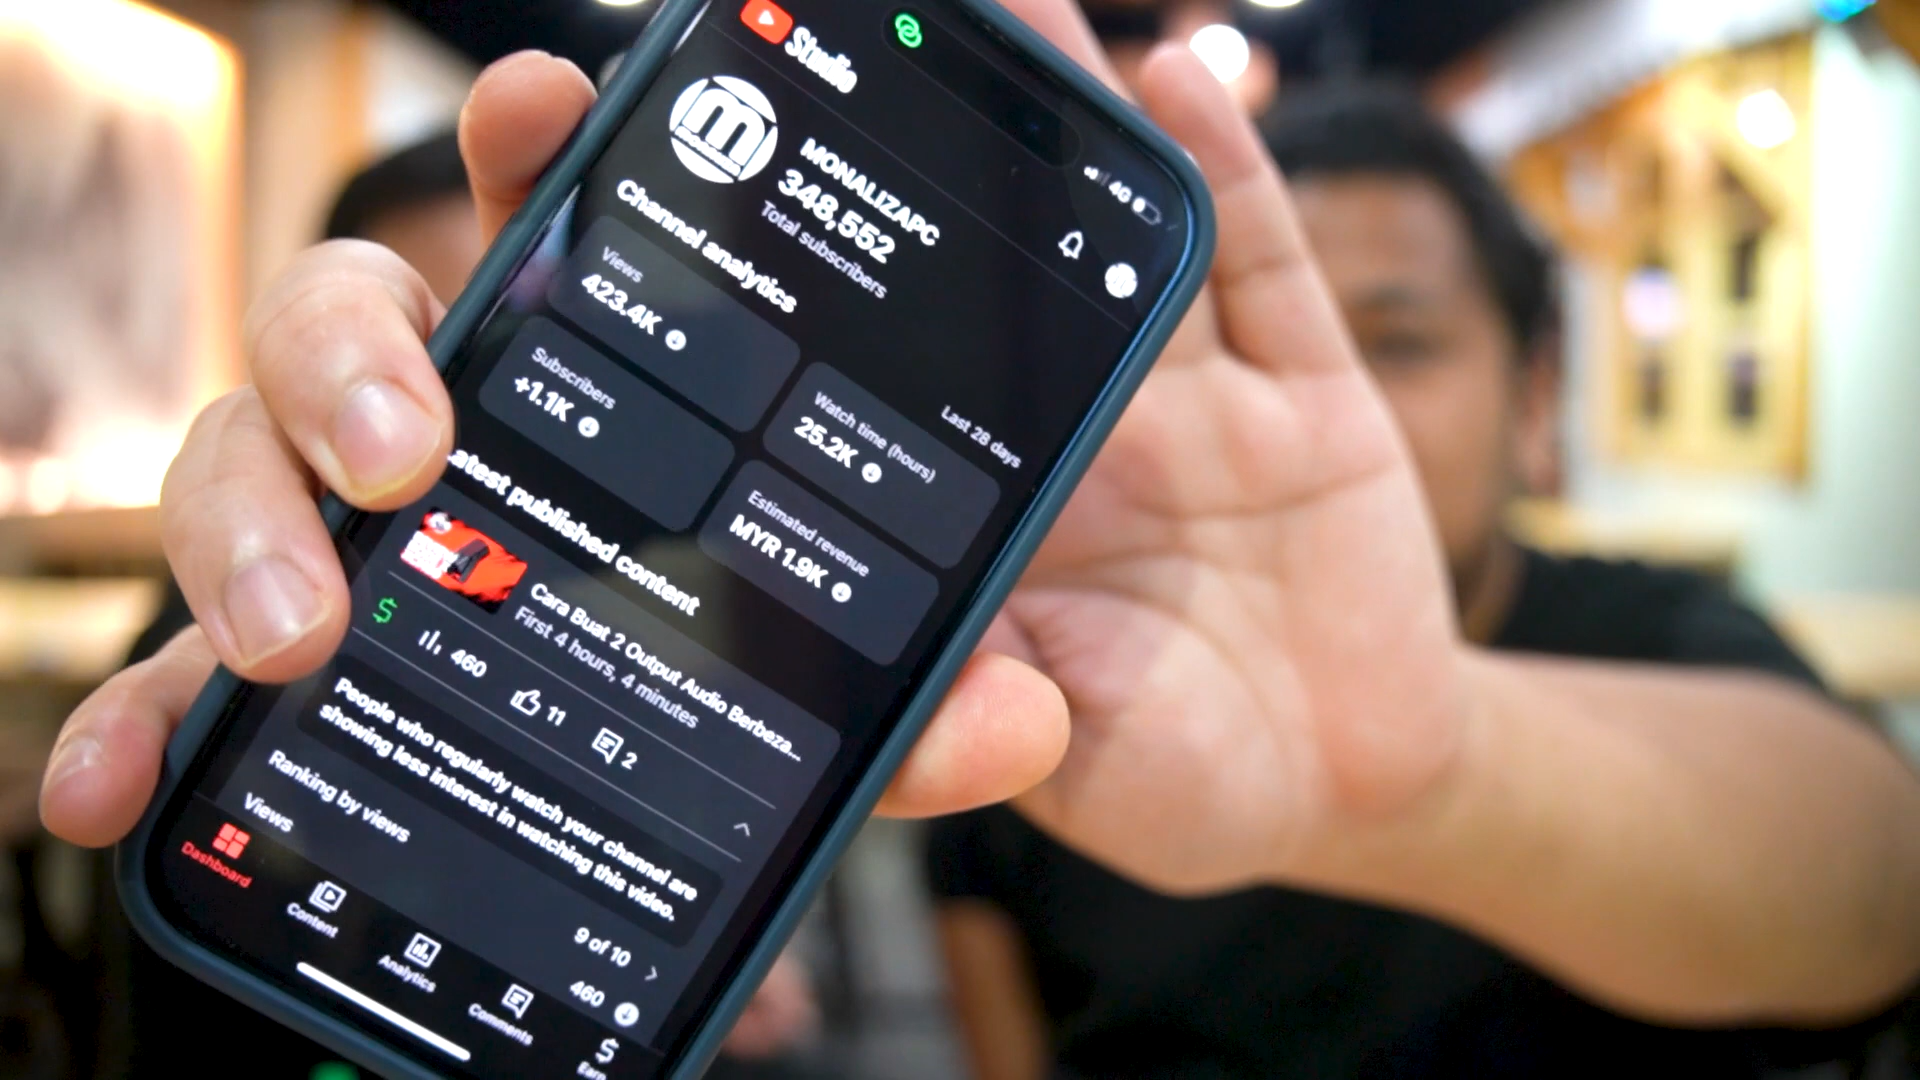 Studio
4G
MONALIZAPC
348,552
Total subscribers
Channel analytics
Last 28 days
Views
423.4K
Watch time (hours)
25.2K
Subscribers
+1.1K
Estimated revenue
MYR 1.9K
atest published content
Cara Buat 2 Output Audio Berbeza...
First 4 hours, 4 minutes
460
11
2
People who regularly watch your channel are
showing less interest in watching this video.
Ranking by views
9 of 10
Views
460
Dashboard
Content
Analytics
Comments
Earn